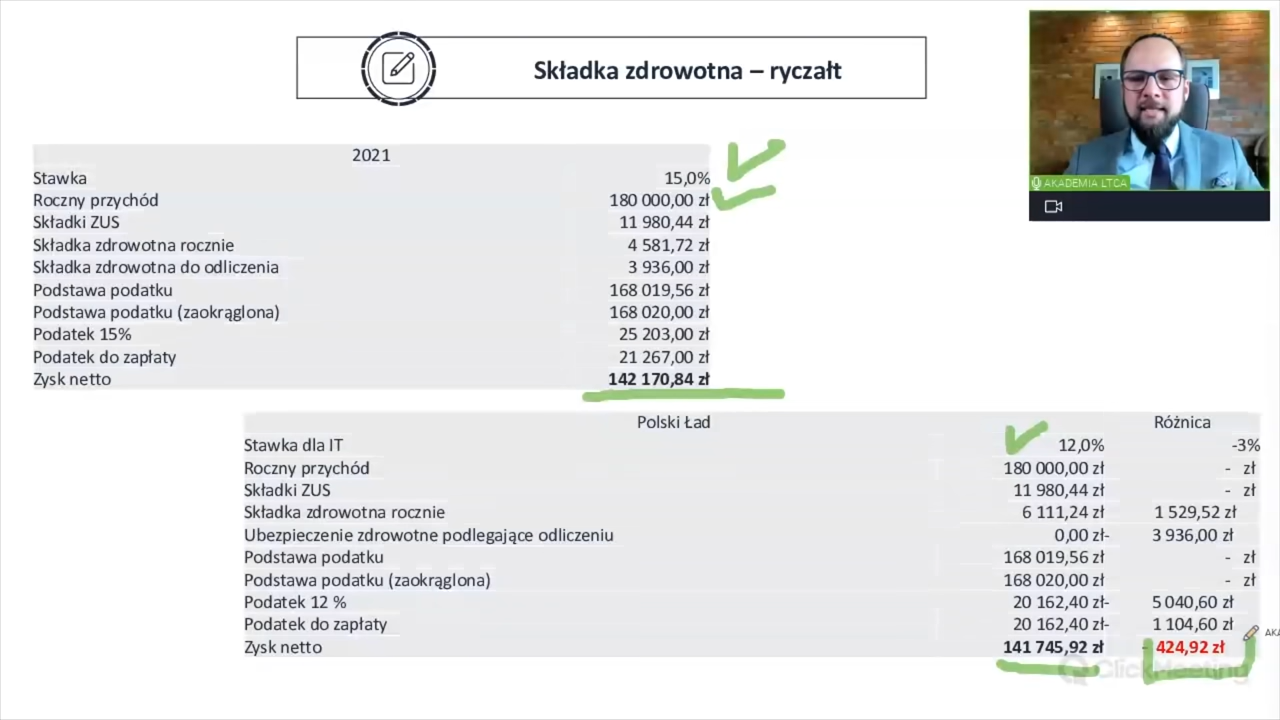 Składka zdrowotna – ryczałt
AKADEMIA LTCA
2021
Stawka 15,0%
Roczny przychód 180 000,00 zł
Składki ZUS 11 980,44 zł
Składka zdrowotna rocznie 4 581,72 zł
Składka zdrowotna do odliczenia 3 936,00 zł
Podstawa podatku 168 019,56 zł
Podstawa podatku (zaokrąglona) 168 020,00 zł
Podatek 15% 25 203,00 zł
Podatek do zapłaty 21 267,00 zł
Zysk netto 142 170,84 zł
Polski Ład Różnica
Stawka dla IT 12,0% -3%
Roczny przychód 180 000,00 zł - zł
Składki ZUS 11 980,44 zł - zł
Składka zdrowotna rocznie 6 111,24 zł 1 529,52 zł
Ubezpieczenie zdrowotne podlegające odliczeniu 0,00 zł- 3 936,00 zł
Podstawa podatku 168 019,56 zł - zł
Podstawa podatku (zaokrąglona) 168 020,00 zł - zł
Podatek 12 % 20 162,40 zł- 5 040,60 zł
Podatek do zapłaty 20 162,40 zł- 1 104,60 zł
AKA
Zysk netto 141 745,92 zł - 424,92 zł
ClickMeeting